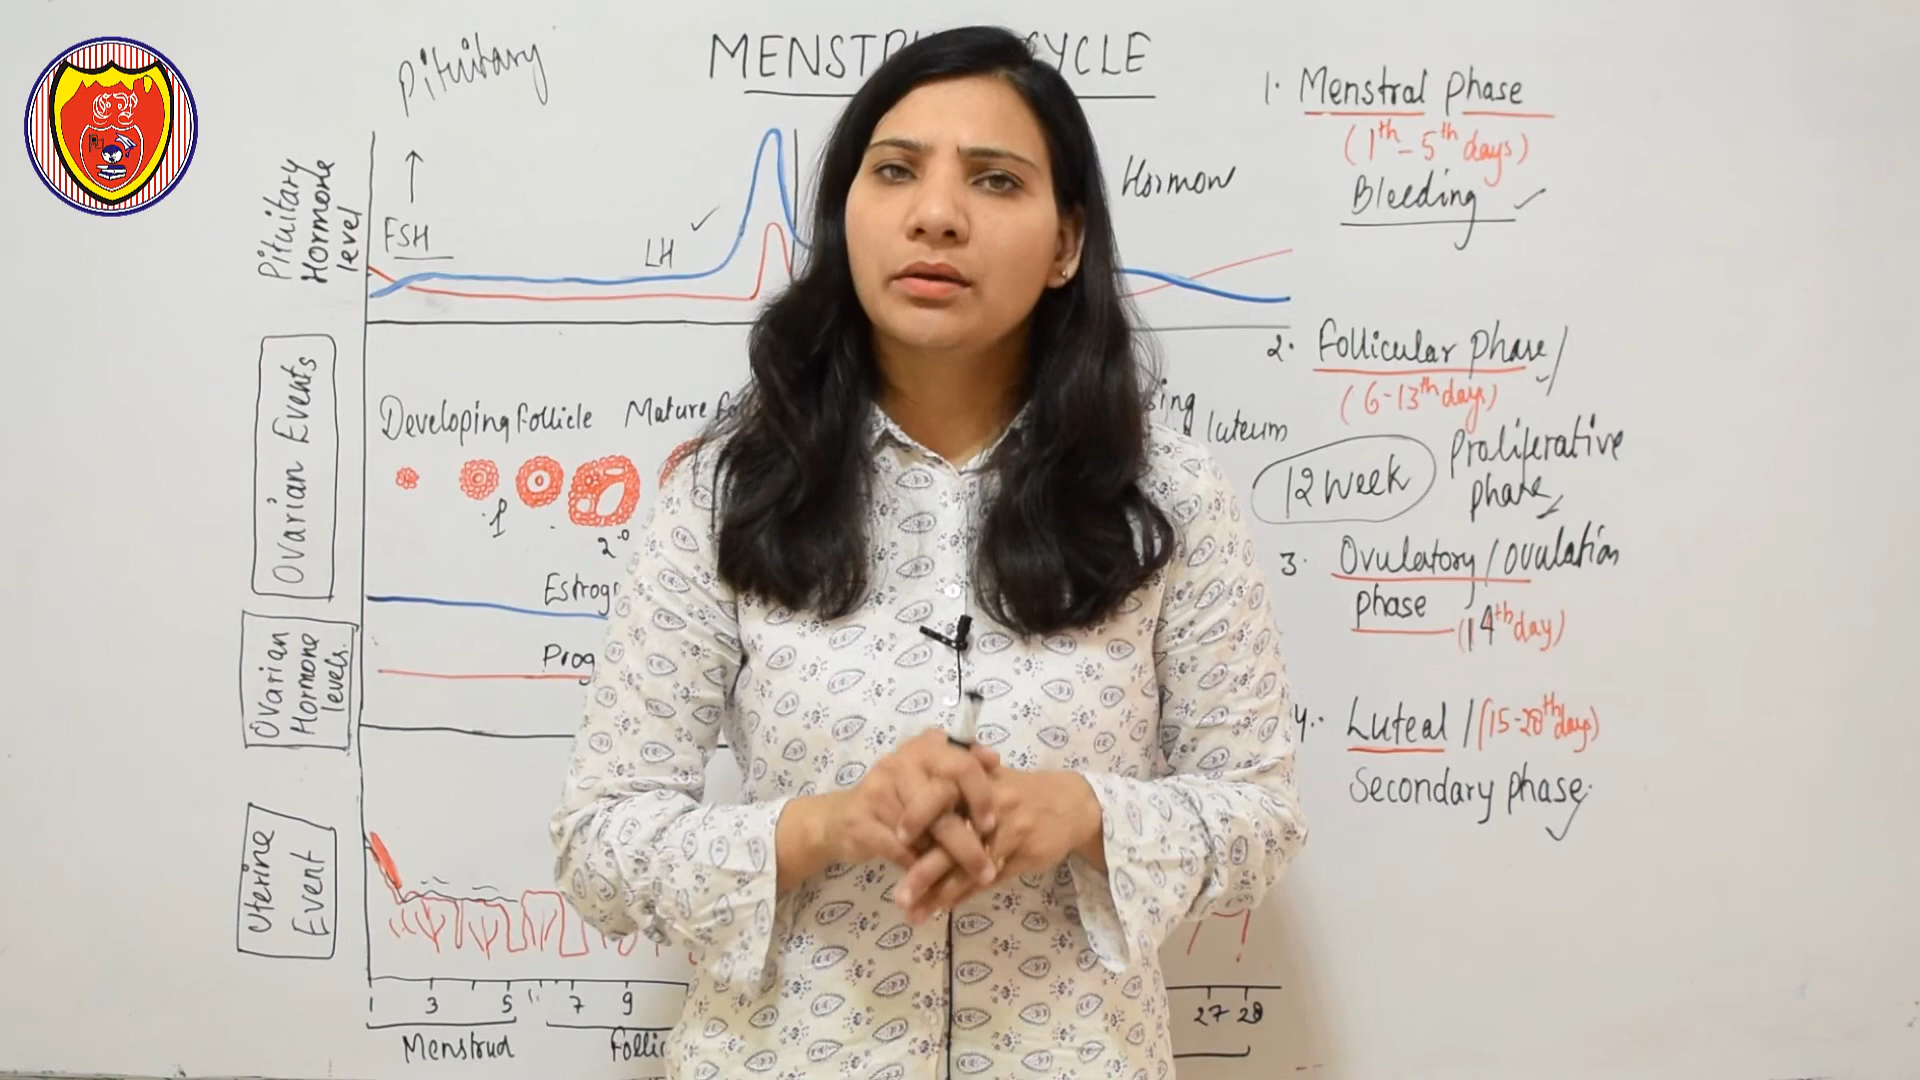 Pituitary
MENSTR CYCLE
Pituitary
Hormone
level
FSH
LH
Hormon
Ovarian Events
Developing Follicle Mature fo
sing
luteum
1
2°
Ovarian
Hormone
levels.
Estrog
Prog
Uterine
Event
1 3 5 7 9 27 28
Menstrual
follic
1. Menstral phase
(1th - 5th days)
Bleeding
2. Follicular phase/
(6-13th days)
12 week
Proliferative
phase
3. Ovulatory/ovulation
phase (14th day)
4. Luteal / (15-28th days)
Secondary phase